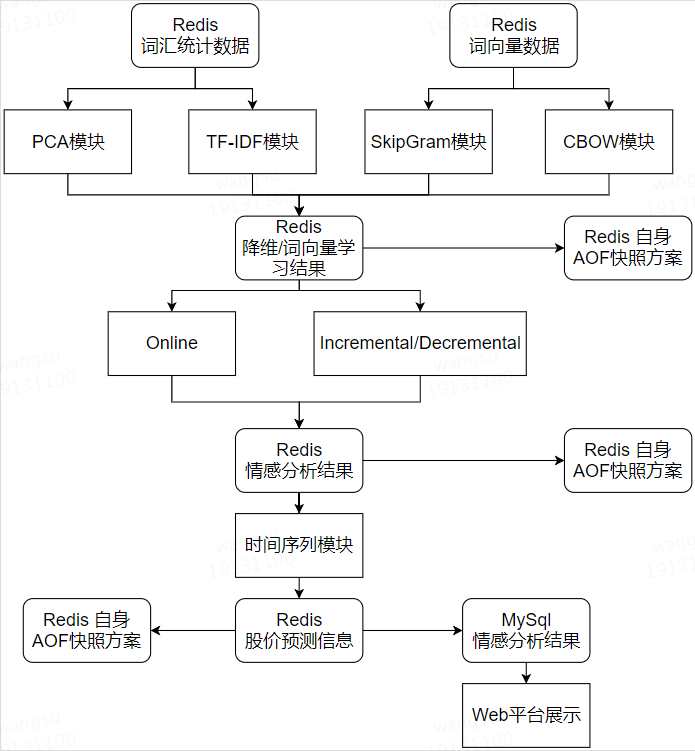 Redis
词汇统计数据
Redis
词向量数据
PCA模块
TF-IDF模块
SkipGram模块
CBOW模块
Redis
降维/词向量学
习结果
Redis 自身
AOF快照方案
Online
Incremental/Decremental
Redis
情感分析结果
Redis 自身
AOF快照方案
时间序列模块
Redis 自身
AOF快照方案
Redis
股价预测信息
MySql
情感分析结果
Web平台展示
wangsu
19131100